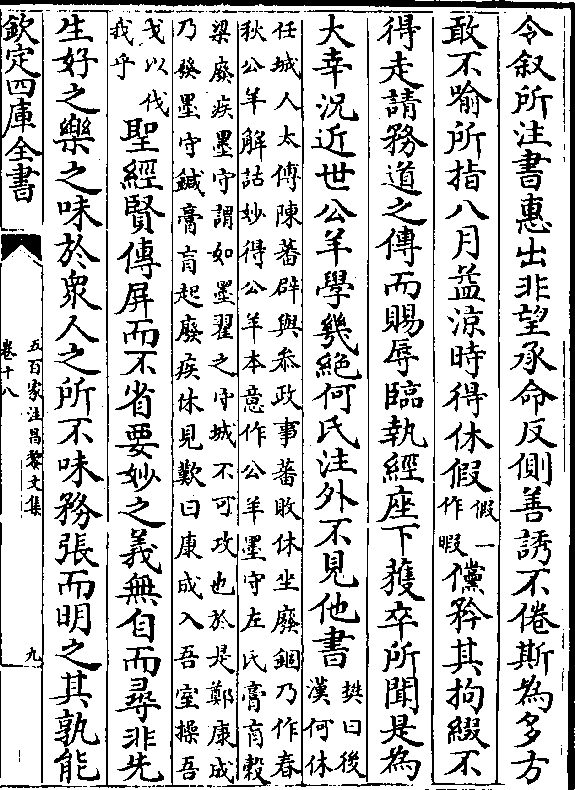 令叙所注書惠出非望承命反側善誘不倦斯為多方
敢不喻所指八月益涼時得休假假一作暇儻矜其拘綴不
得走請務道之傳而賜辱臨執經座下獲卒所聞是為
大幸況近世公羊學幾絕何氏注外不見他書樊曰後漢何休
任城人太傅陳蕃辟與叅政事蕃敗休坐廢錮乃作春
秋公羊解詁妙得公羊本意作公羊墨守左氏膏肓穀
梁廢疾墨守謂如墨翟之守城不可攻也於是鄭康成
乃發墨守鍼膏肓起廢疾休見歎曰康成入吾室操吾
戈以伐我乎聖經賢傳屏而不省要妙之義無自而尋非先
生好之樂之味於衆人之所不味務張而明之其孰能
欽定四庫全書
五百家注昌黎文集
卷十八
九